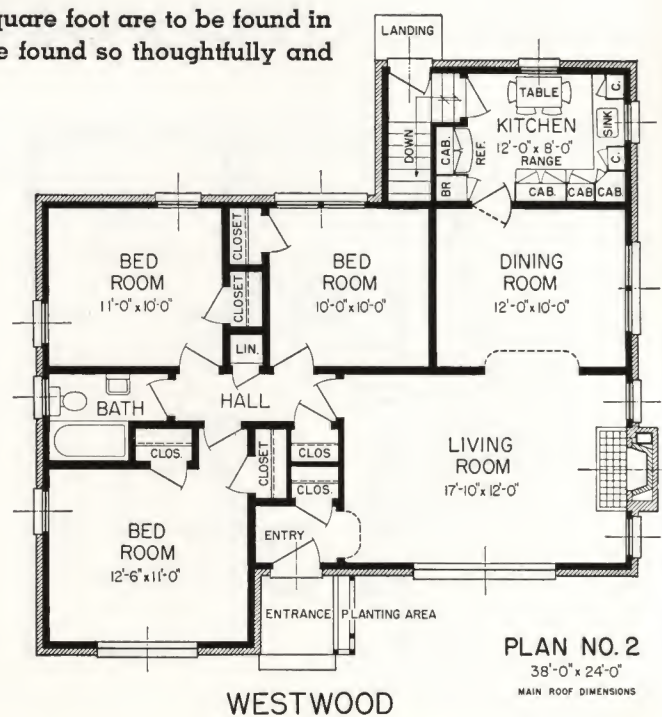 quare foot are to be found in
e found so thoughtfully and
LANDING
TABLE
C.
KITCHEN
12'-0" x 8'-0"
RANGE
SINK
C.
DOWN
CAB.
REF.
BR
CAB.
CAB
CAB.
BED
ROOM
11'-0" x 10'-0"
CLOSET
CLOSET
BED
ROOM
10'-0" x 10'-0"
DINING
ROOM
12'-0" x 10'-0"
LIN.
BATH
HALL
CLOS.
CLOSET
CLOS
CLOS.
LIVING
ROOM
17'-10" x 12'-0"
ENTRY
BED
ROOM
12'-6" x 11'-0"
ENTRANCE
PLANTING AREA
PLAN NO. 2
38'-0" x 24'-0"
MAIN ROOF DIMENSIONS
WESTWOOD